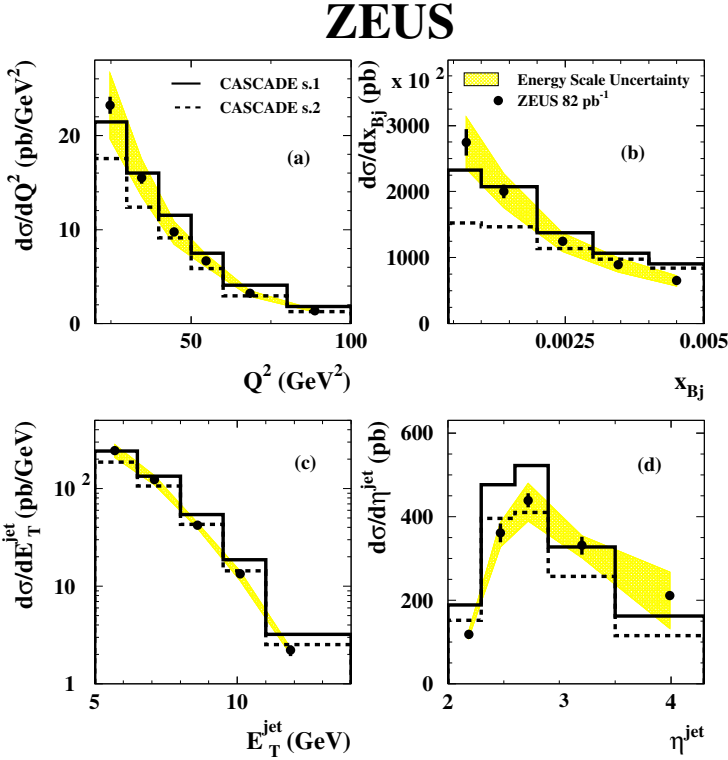 ZEUS
dσ/dQ² (pb/GeV²)
20
10
0
CASCADE s.1
CASCADE s.2
(a)
50
100
Q² (GeV²)
dσ/dx_Bj (pb)
x 10²
3000
2000
1000
0
Energy Scale Uncertainty
ZEUS 82 pb⁻¹
(b)
0.0025
0.005
x_Bj
dσ/dE_T^jet (pb/GeV)
10²
10
1
(c)
5
10
E_T^jet (GeV)
dσ/dη^jet (pb)
600
400
200
0
(d)
2
3
4
η^jet